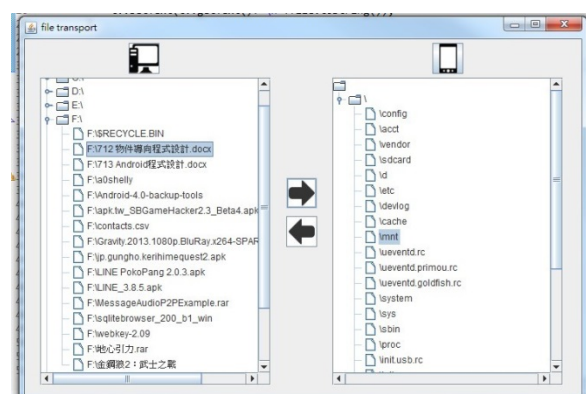 file transport
D:\
E:\
F:\
F:\$RECYCLE.BIN
F:\712 物件導向程式設計.docx
F:\713 Android程式設計.docx
F:\a0shelly
F:\Android-4.0-backup-tools
F:\apk.tw_SBGameHacker2.3_Beta4.apk
F:\contacts.csv
F:\Gravity.2013.1080p.BluRay.x264-SPAR
F:\jp.gungho.kerihimequest2.apk
F:\LINE PokoPang 2.0.3.apk
F:\LINE_3.8.5.apk
F:\MessageAudioP2PExample.rar
F:\sqlitebrowser_200_b1_win
F:\webkey-2.09
F:\地心引力.rar
F:\金鋼狼2：武士之戰
\
\config
\acct
\vendor
\sdcard
\d
\etc
\devlog
\cache
\mnt
\ueventd.rc
\ueventd.primou.rc
\ueventd.goldfish.rc
\system
\sys
\sbin
\proc
\init.usb.rc